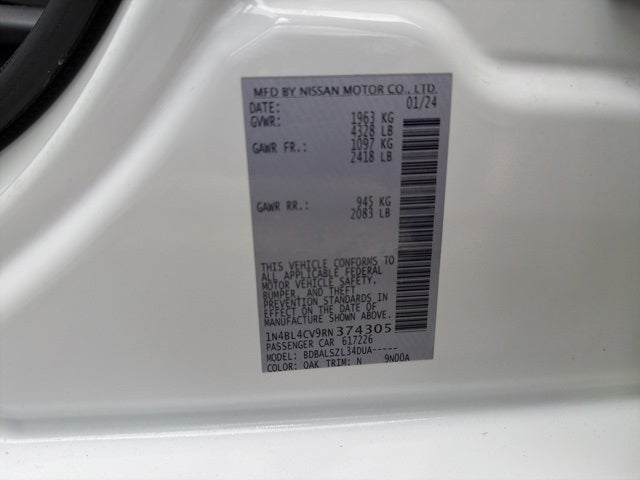 MFD BY NISSAN MOTOR CO., LTD.
DATE: 01/24
GVWR: 1963 KG
4328 LB
GAWR FR.: 1097 KG
2418 LB
GAWR RR.: 945 KG
2083 LB
THIS VEHICLE CONFORMS TO
ALL APPLICABLE FEDERAL
MOTOR VEHICLE SAFETY,
BUMPER, AND THEFT
PREVENTION STANDARDS IN
EFFECT ON THE DATE OF
MANUFACTURE SHOWN ABOVE.
1N4BL4CV9RN374305
PASSENGER CAR 617226
MODEL: BDBALSZL34DUA-----
COLOR: QAK TRIM: N 9N00A